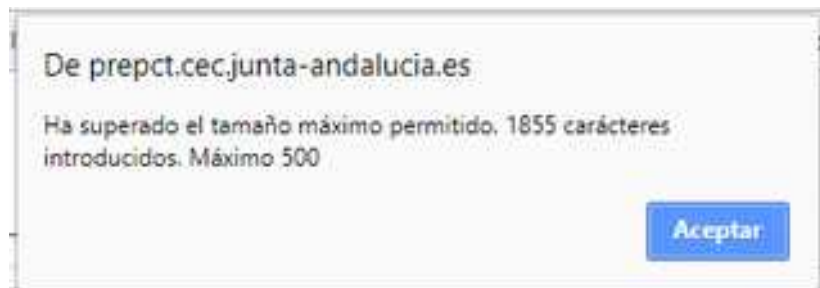 De prepct.cec.junta-andalucia.es
Ha superado el tamaño máximo permitido. 1855 carácteres
introducidos. Máximo 500
Aceptar